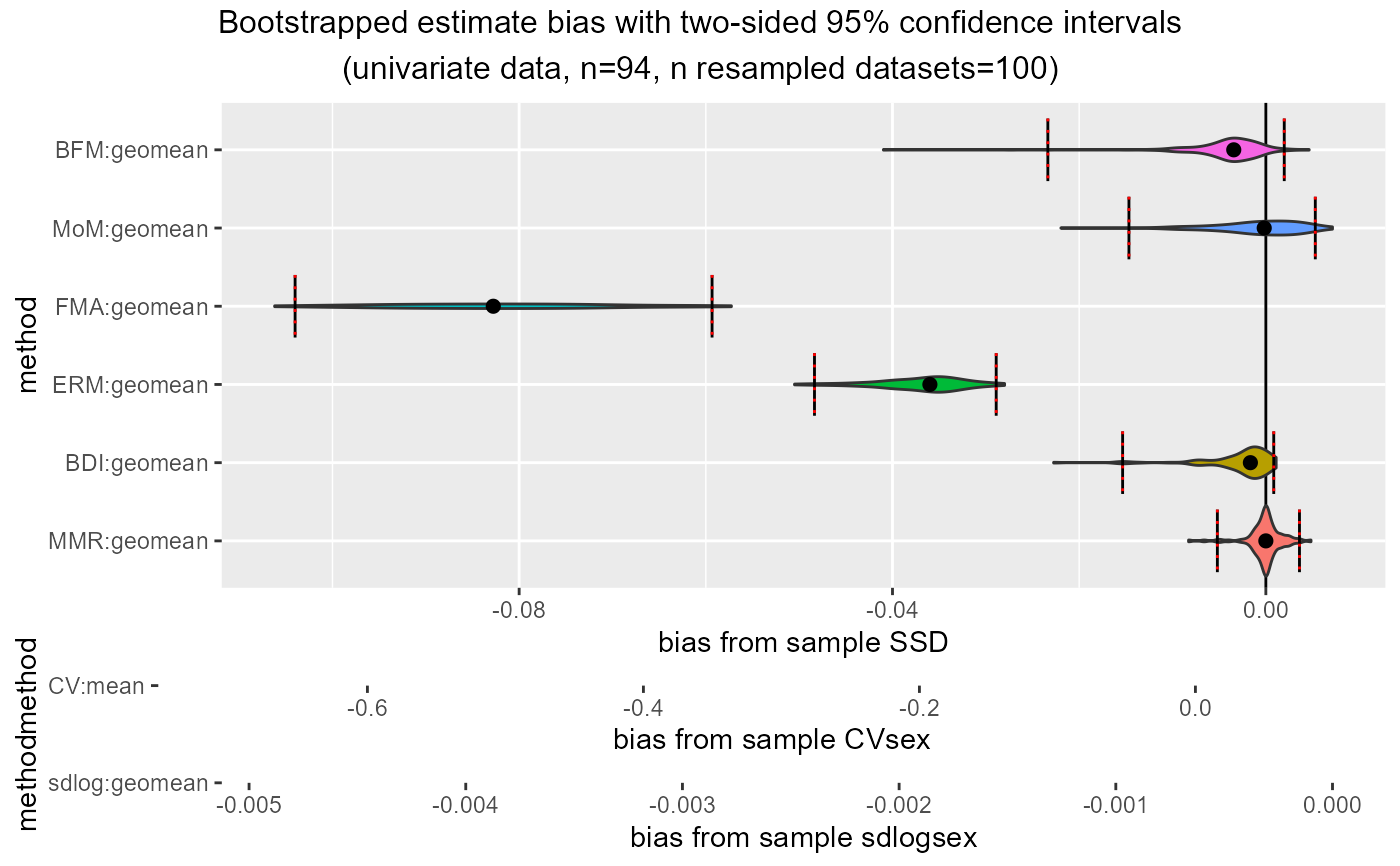 Bootstrapped estimate bias with two-sided 95% confidence intervals
(univariate data, n=94, n resampled datasets=100)
method
BFM:geomean
MoM:geomean
FMA:geomean
ERM:geomean
BDI:geomean
MMR:geomean
-0.08 -0.04 0.00
bias from sample SSD
method
CV:mean
-0.6 -0.4 -0.2 0.0
bias from sample CVsex
method
sdlog:geomean
-0.005 -0.004 -0.003 -0.002 -0.001 0.000
bias from sample sdlogsex